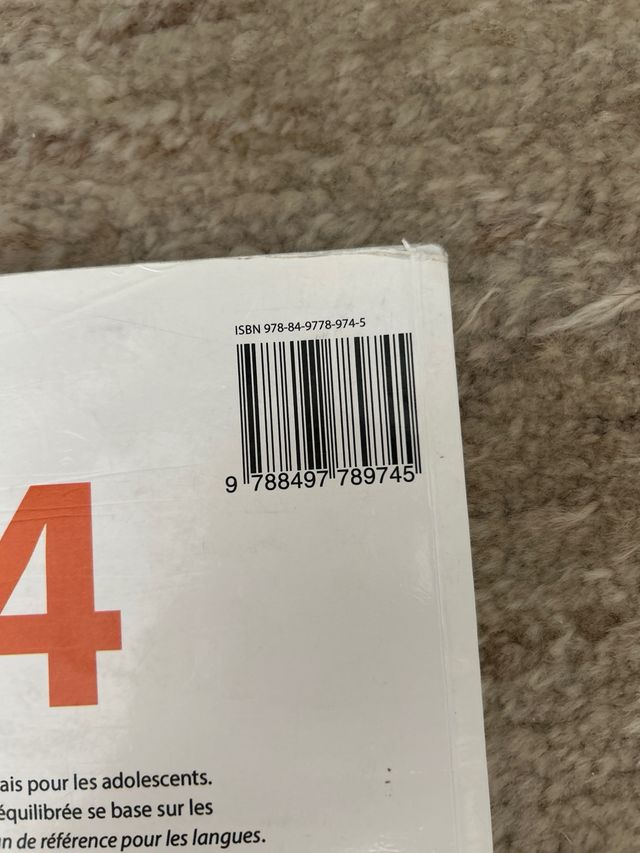 ISBN 978-84-9778-974-5
9 788497 789745
4
pour les adolescents.
équilibrée se base sur les
de référence pour les langues.